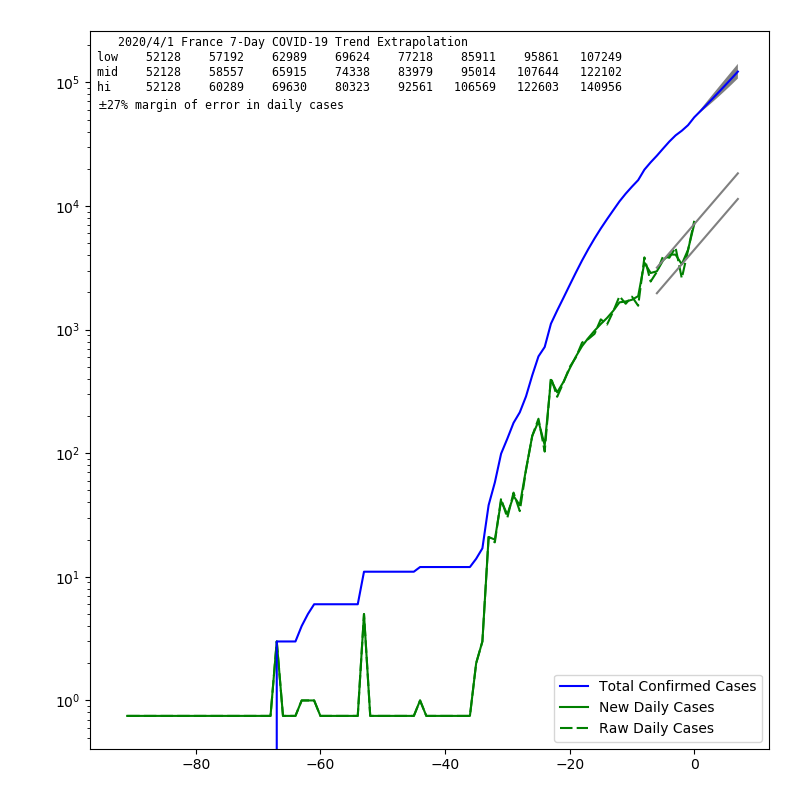 2020/4/1 France 7-Day COVID-19 Trend Extrapolation
low 52128 57192 62989 69624 77218 85911 95861 107249
mid 52128 58557 65915 74338 83979 95014 107644 122102
hi 52128 60289 69630 80323 92561 106569 122603 140956
±27% margin of error in daily cases
10⁵
10⁴
10³
10²
10¹
10⁰
−80 −60 −40 −20 0
Total Confirmed Cases
New Daily Cases
Raw Daily Cases